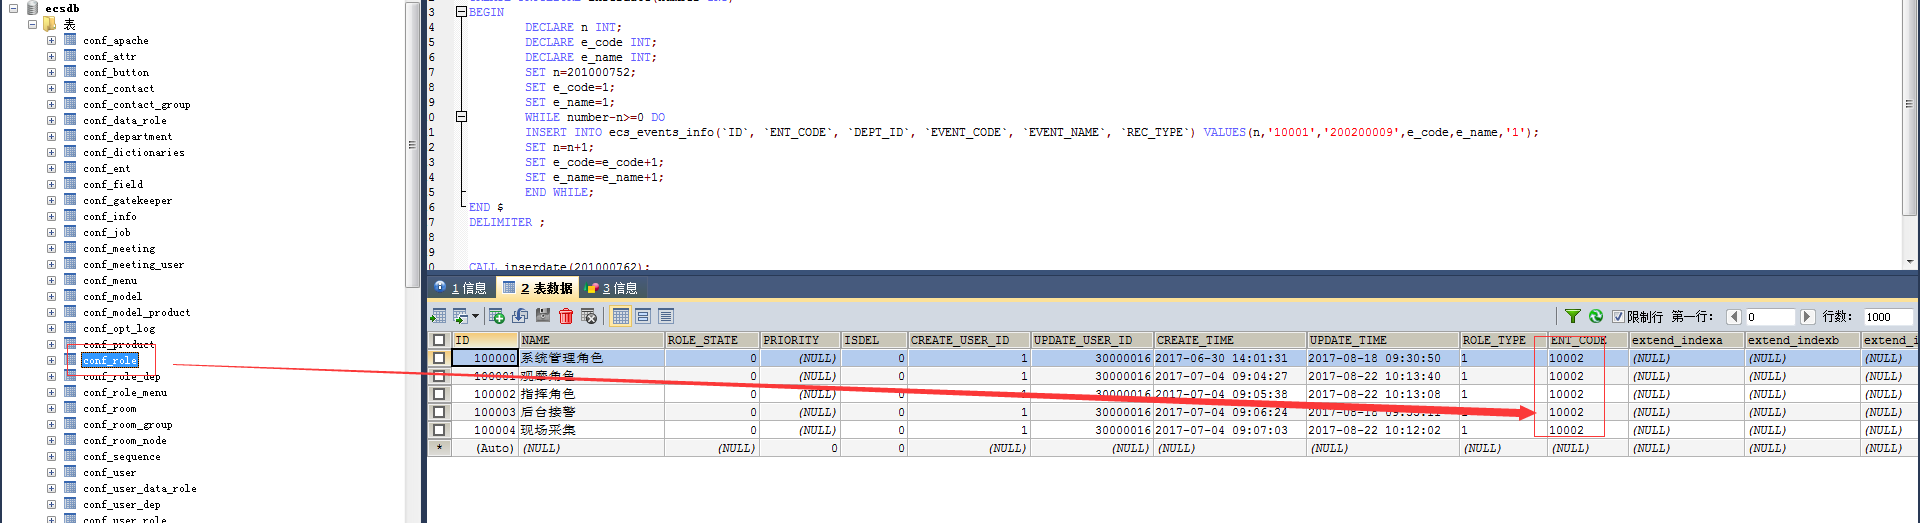 ecsdb
表
conf_apache
conf_attr
conf_button
conf_contact
conf_contact_group
conf_data_role
conf_department
conf_dictionaries
conf_ent
conf_field
conf_gatekeeper
conf_info
conf_job
conf_meeting
conf_meeting_user
conf_menu
conf_model
conf_model_product
conf_opt_log
conf_product
conf_role
conf_role_dep
conf_role_menu
conf_room
conf_room_group
conf_room_node
conf_sequence
conf_user
conf_user_data_role
conf_user_dep
conf_user_role
3 BEGIN
4 DECLARE n INT;
5 DECLARE e_code INT;
6 DECLARE e_name INT;
7 SET n=201000752;
8 SET e_code=1;
9 SET e_name=1;
0 WHILE number-n>=0 DO
1 INSERT INTO ecs_events_info(`ID`, `ENT_CODE`, `DEPT_ID`, `EVENT_CODE`, `EVENT_NAME`, `REC_TYPE`) VALUES(n,'10001','200200009',e_code,e_name,'1');
2 SET n=n+1;
3 SET e_code=e_code+1;
4 SET e_name=e_name+1;
5 END WHILE;
6 END $
7 DELIMITER ;
8
9
0 CALL inserdate(201000762);
1 信息 2 表数据 3 信息
限制行 第一行: 0 行数: 1000
ID NAME ROLE_STATE PRIORITY ISDEL CREATE_USER_ID UPDATE_USER_ID CREATE_TIME UPDATE_TIME ROLE_TYPE ENT_CODE extend_indexa extend_indexb extend_i
100000 系统管理角色 0 (NULL) 0 1 30000016 2017-06-30 14:01:31 2017-08-18 09:30:50 1 10002 (NULL) (NULL) (NULL)
100001 观摩角色 0 (NULL) 0 1 30000016 2017-07-04 09:04:27 2017-08-22 10:13:40 1 10002 (NULL) (NULL) (NULL)
100002 指挥角色 0 (NULL) 0 1 30000016 2017-07-04 09:05:38 2017-08-22 10:13:08 1 10002 (NULL) (NULL) (NULL)
100003 后台接警 0 (NULL) 0 1 30000016 2017-07-04 09:06:24 2017-08-18 1 10002 (NULL) (NULL) (NULL)
100004 现场采集 0 (NULL) 0 1 30000016 2017-07-04 09:07:03 2017-08-22 10:12:02 1 10002 (NULL) (NULL) (NULL)
* (Auto) (NULL) (NULL) 0 0 (NULL) (NULL) (NULL) (NULL) (NULL) (NULL) (NULL) (NULL) (NULL)